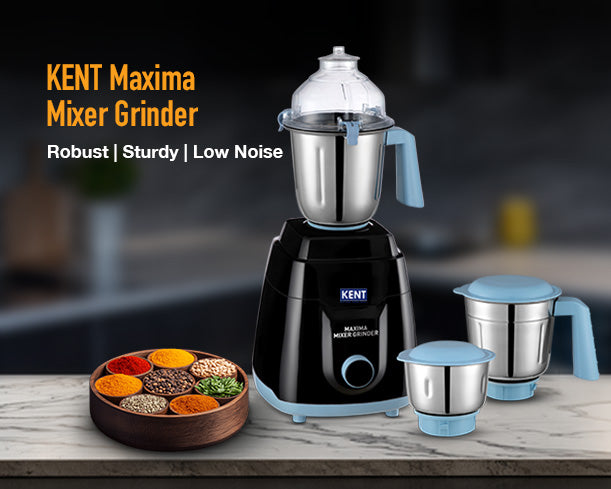 KENT Maxima
Mixer Grinder
Robust | Sturdy | Low Noise
KENT
MAXIMA
MIXER GRINDER